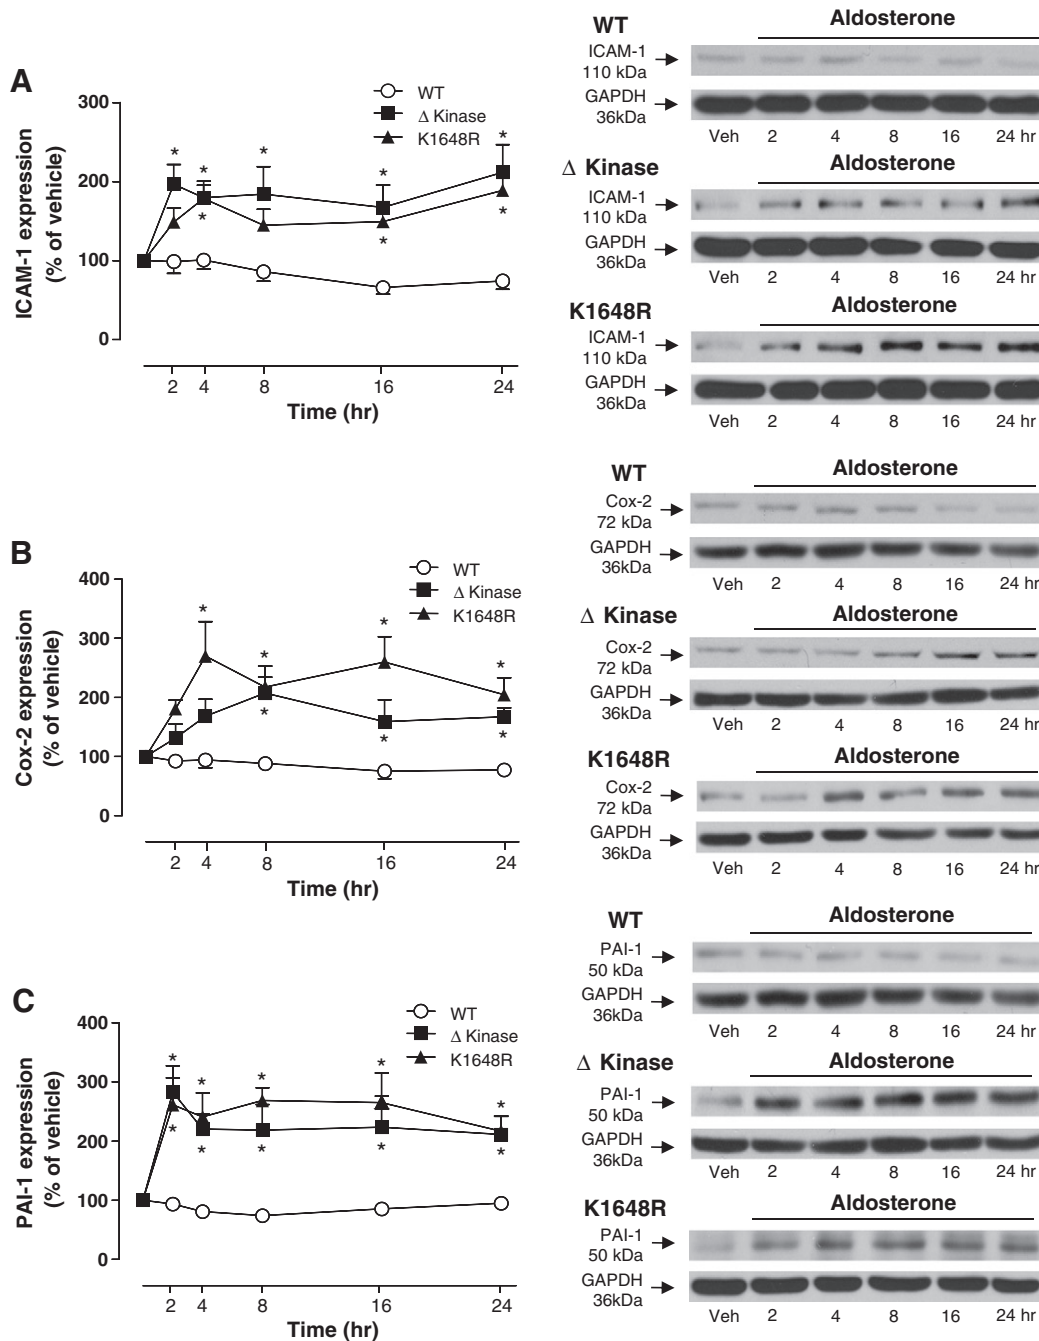 A
ICAM-1 expression
(% of vehicle)
300
200
100
0
WT
Δ Kinase
K1648R
* * * * *
* * *
2 4 8 16 24
Time (hr)
WT
Aldosterone
ICAM-1
110 kDa
GAPDH
36kDa
Veh 2 4 8 16 24 hr
Δ Kinase
Aldosterone
ICAM-1
110 kDa
GAPDH
36kDa
Veh 2 4 8 16 24 hr
K1648R
Aldosterone
ICAM-1
110 kDa
GAPDH
36kDa
Veh 2 4 8 16 24 hr
B
Cox-2 expression
(% of vehicle)
400
300
200
100
0
WT
Δ Kinase
K1648R
* * * *
* * *
2 4 8 16 24
Time (hr)
WT
Aldosterone
Cox-2
72 kDa
GAPDH
36kDa
Veh 2 4 8 16 24 hr
Δ Kinase
Aldosterone
Cox-2
72 kDa
GAPDH
36kDa
Veh 2 4 8 16 24 hr
K1648R
Aldosterone
Cox-2
72 kDa
GAPDH
36kDa
Veh 2 4 8 16 24 hr
C
PAI-1 expression
(% of vehicle)
400
300
200
100
0
WT
Δ Kinase
K1648R
* * * * *
* * * * *
2 4 8 16 24
Time (hr)
WT
Aldosterone
PAI-1
50 kDa
GAPDH
36kDa
Veh 2 4 8 16 24 hr
Δ Kinase
Aldosterone
PAI-1
50 kDa
GAPDH
36kDa
Veh 2 4 8 16 24 hr
K1648R
Aldosterone
PAI-1
50 kDa
GAPDH
36kDa
Veh 2 4 8 16 24 hr